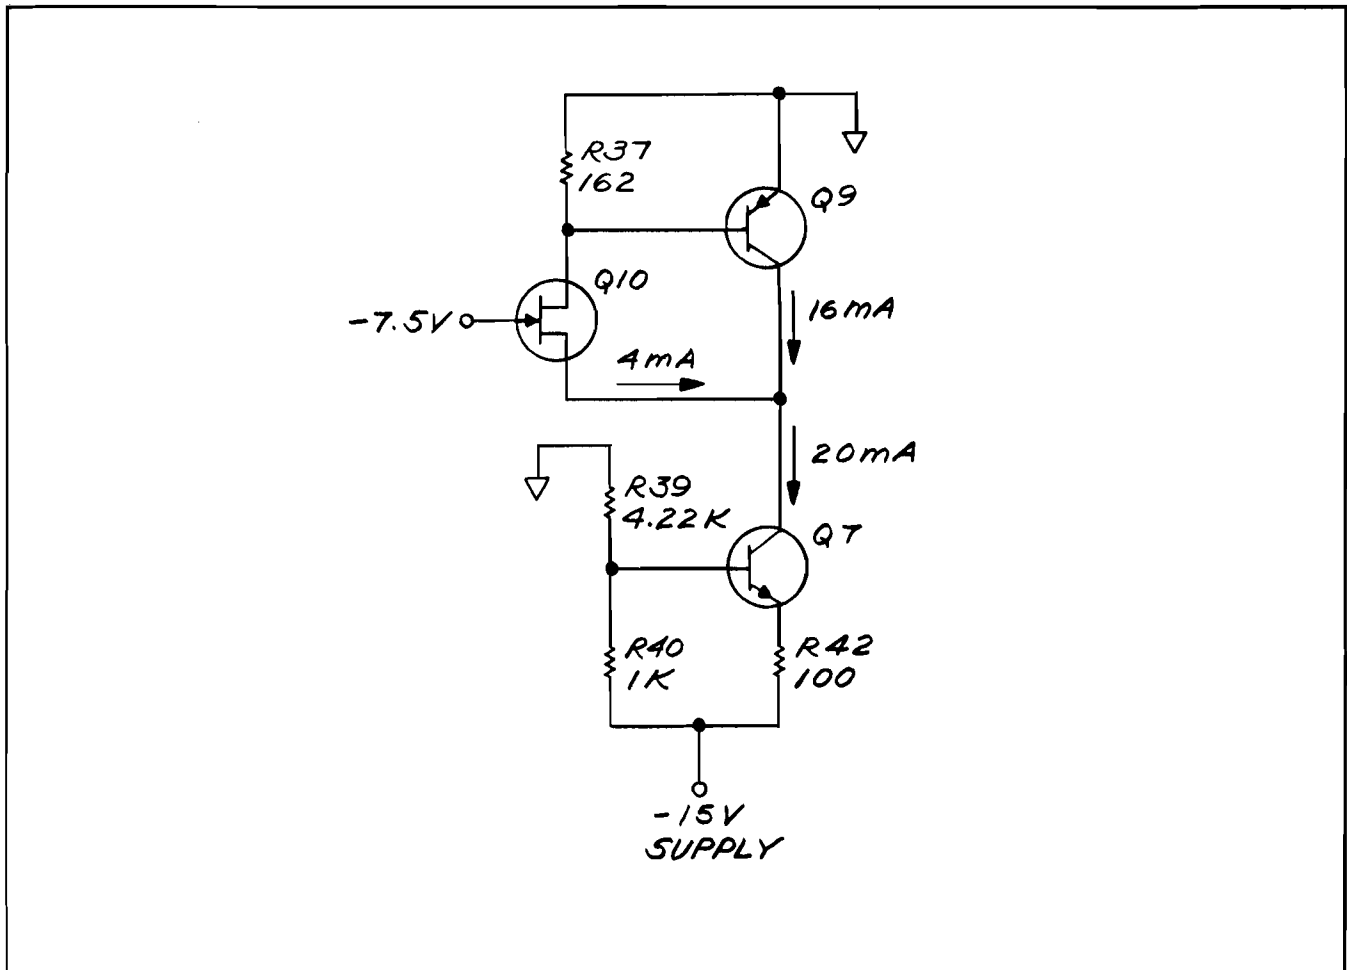 R37
162
Q9
Q10
-7.5V
16mA
4mA
20mA
R39
4.22K
Q7
R40
1K
R42
100
-15V
SUPPLY